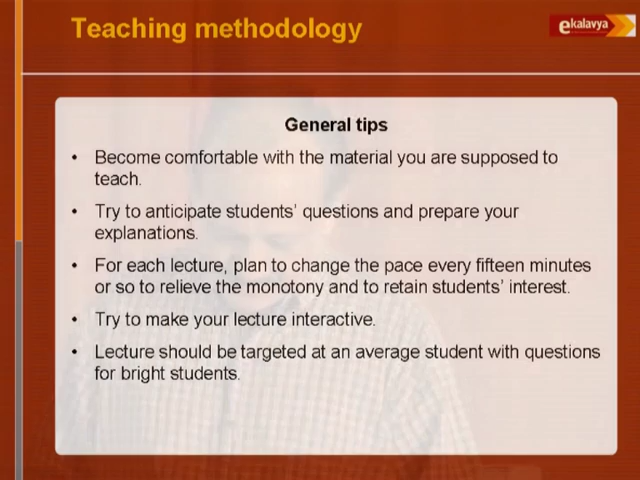 Teaching methodology
ekalavya
General tips
• Become comfortable with the material you are supposed to
teach.
• Try to anticipate students' questions and prepare your
explanations.
• For each lecture, plan to change the pace every fifteen minutes
or so to relieve the monotony and to retain students' interest.
• Try to make your lecture interactive.
• Lecture should be targeted at an average student with questions
for bright students.